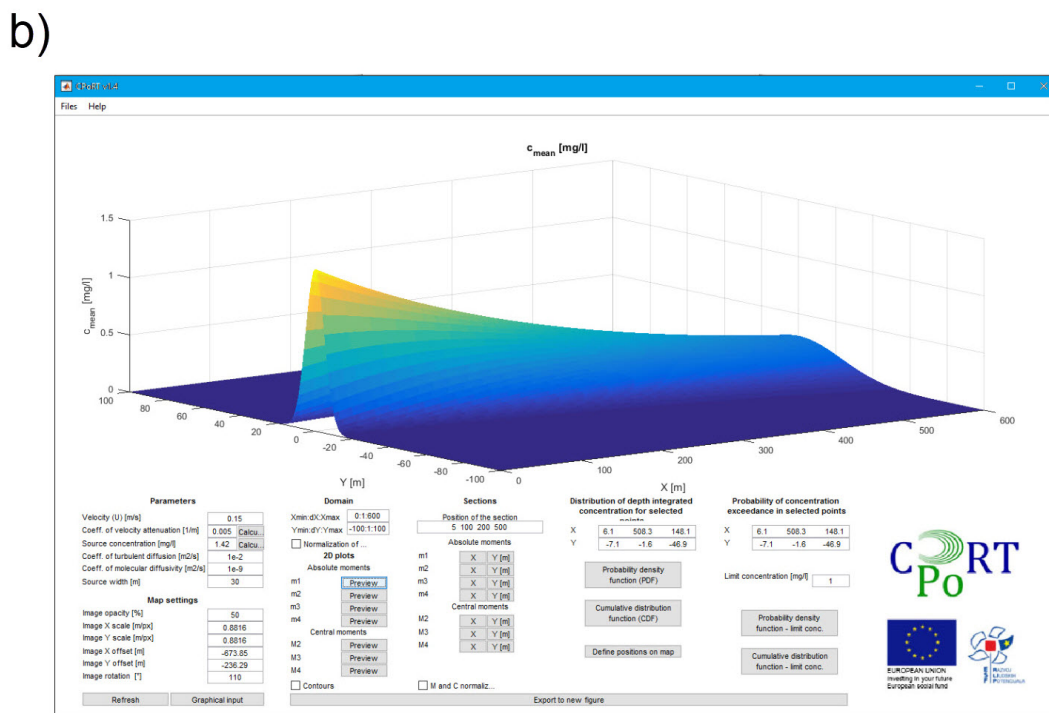 b)
CPoRT v1.4
Files Help
c mean [mg/l]
1.5
1
0.5
0
c mean [mg/l]
100
80
60
40
20
0
-20
-40
-60
-80
-100
Y [m]
0
100
200
300
400
500
600
X [m]
Parameters
Velocity (U) [m/s] 0.15
Coeff. of velocity attenuation [1/m] 0.005 Calcu...
Source concentration [mg/l] 1.42 Calcu...
Coeff. of turbulent diffusion [m2/s] 1e-2
Coeff. of molecular diffusivity [m2/s] 1e-9
Source width [m] 30
Map settings
Image opacity [%] 50
Image X scale [m/px] 0.8816
Image Y scale [m/px] 0.8816
Image X offset [m] -673.85
Image Y offset [m] -236.29
Image rotation [°] 110
Refresh Graphical input
Domain
Xmin:dX:Xmax 0:1:600
Ymin:dY:Ymax -100:1:100
Normalization of ...
2D plots
Absolute moments
m1 Preview
m2 Preview
m3 Preview
m4 Preview
Central moments
M2 Preview
M3 Preview
M4 Preview
Contours
Sections
Position of the section
5 100 200 500
Absolute moments
m1 X Y [m]
m2 X Y [m]
m3 X Y [m]
m4 X Y [m]
Central moments
M2 X Y [m]
M3 X Y [m]
M4 X Y [m]
M and C normaliz...
Export to new figure
Distribution of depth integrated
concentration for selected
points
X 6.1 508.3 148.1
Y -7.1 -1.6 -46.9
Probability density
function (PDF)
Cumulative distribution
function (CDF)
Define positions on map
Probability of concentration
exceedance in selected points
X 6.1 508.3 148.1
Y -7.1 -1.6 -46.9
Limit concentration [mg/l] 1
Probability density
function - limit conc.
Cumulative distribution
function - limit conc.
CPoRT
EUROPEAN UNION
Investing in your future
European social fund
RAZVOJ
LJUDSKIH
POTENCIJALA